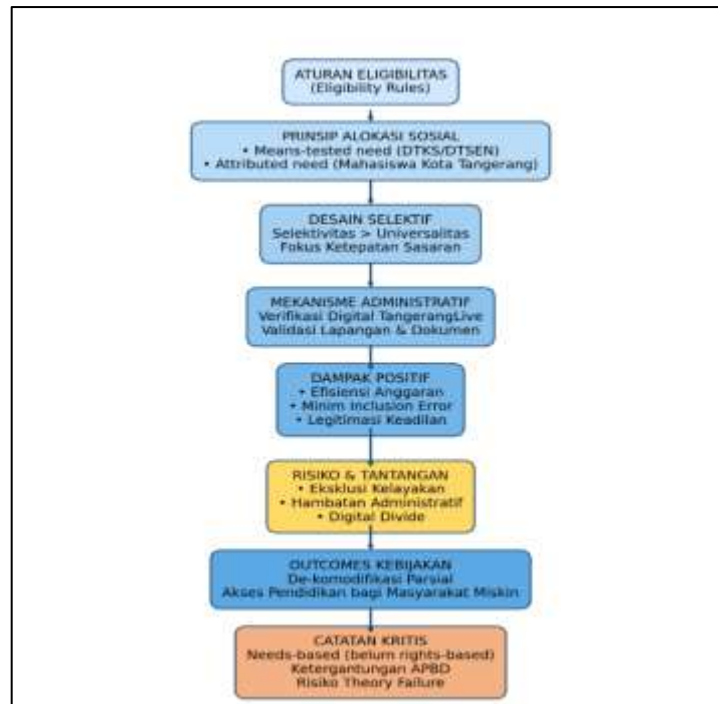 ATURAN ELIGIBILITAS
(Eligibility Rules)
PRINSIP ALOKASI SOSIAL
• Means-tested need (DTKS/DTSEN)
• Attributed need (Mahasiswa Kota Tangerang)
DESAIN SELEKTIF
Selektivitas > Universalitas
Fokus Ketepatan Sasaran
MEKANISME ADMINISTRATIF
Verifikasi Digital TangerangLive
Validasi Lapangan & Dokumen
DAMPAK POSITIF
• Efisiensi Anggaran
• Minim Inclusion Error
• Legitimasi Keadilan
RISIKO & TANTANGAN
• Eksklusi Kelayakan
• Hambatan Administratif
• Digital Divide
OUTCOMES KEBIJAKAN
De-komodifikasi Parsial
Akses Pendidikan bagi Masyarakat Miskin
CATATAN KRITIS
Needs-based (belum rights-based)
Ketergantungan APBD
Risiko Theory Failure